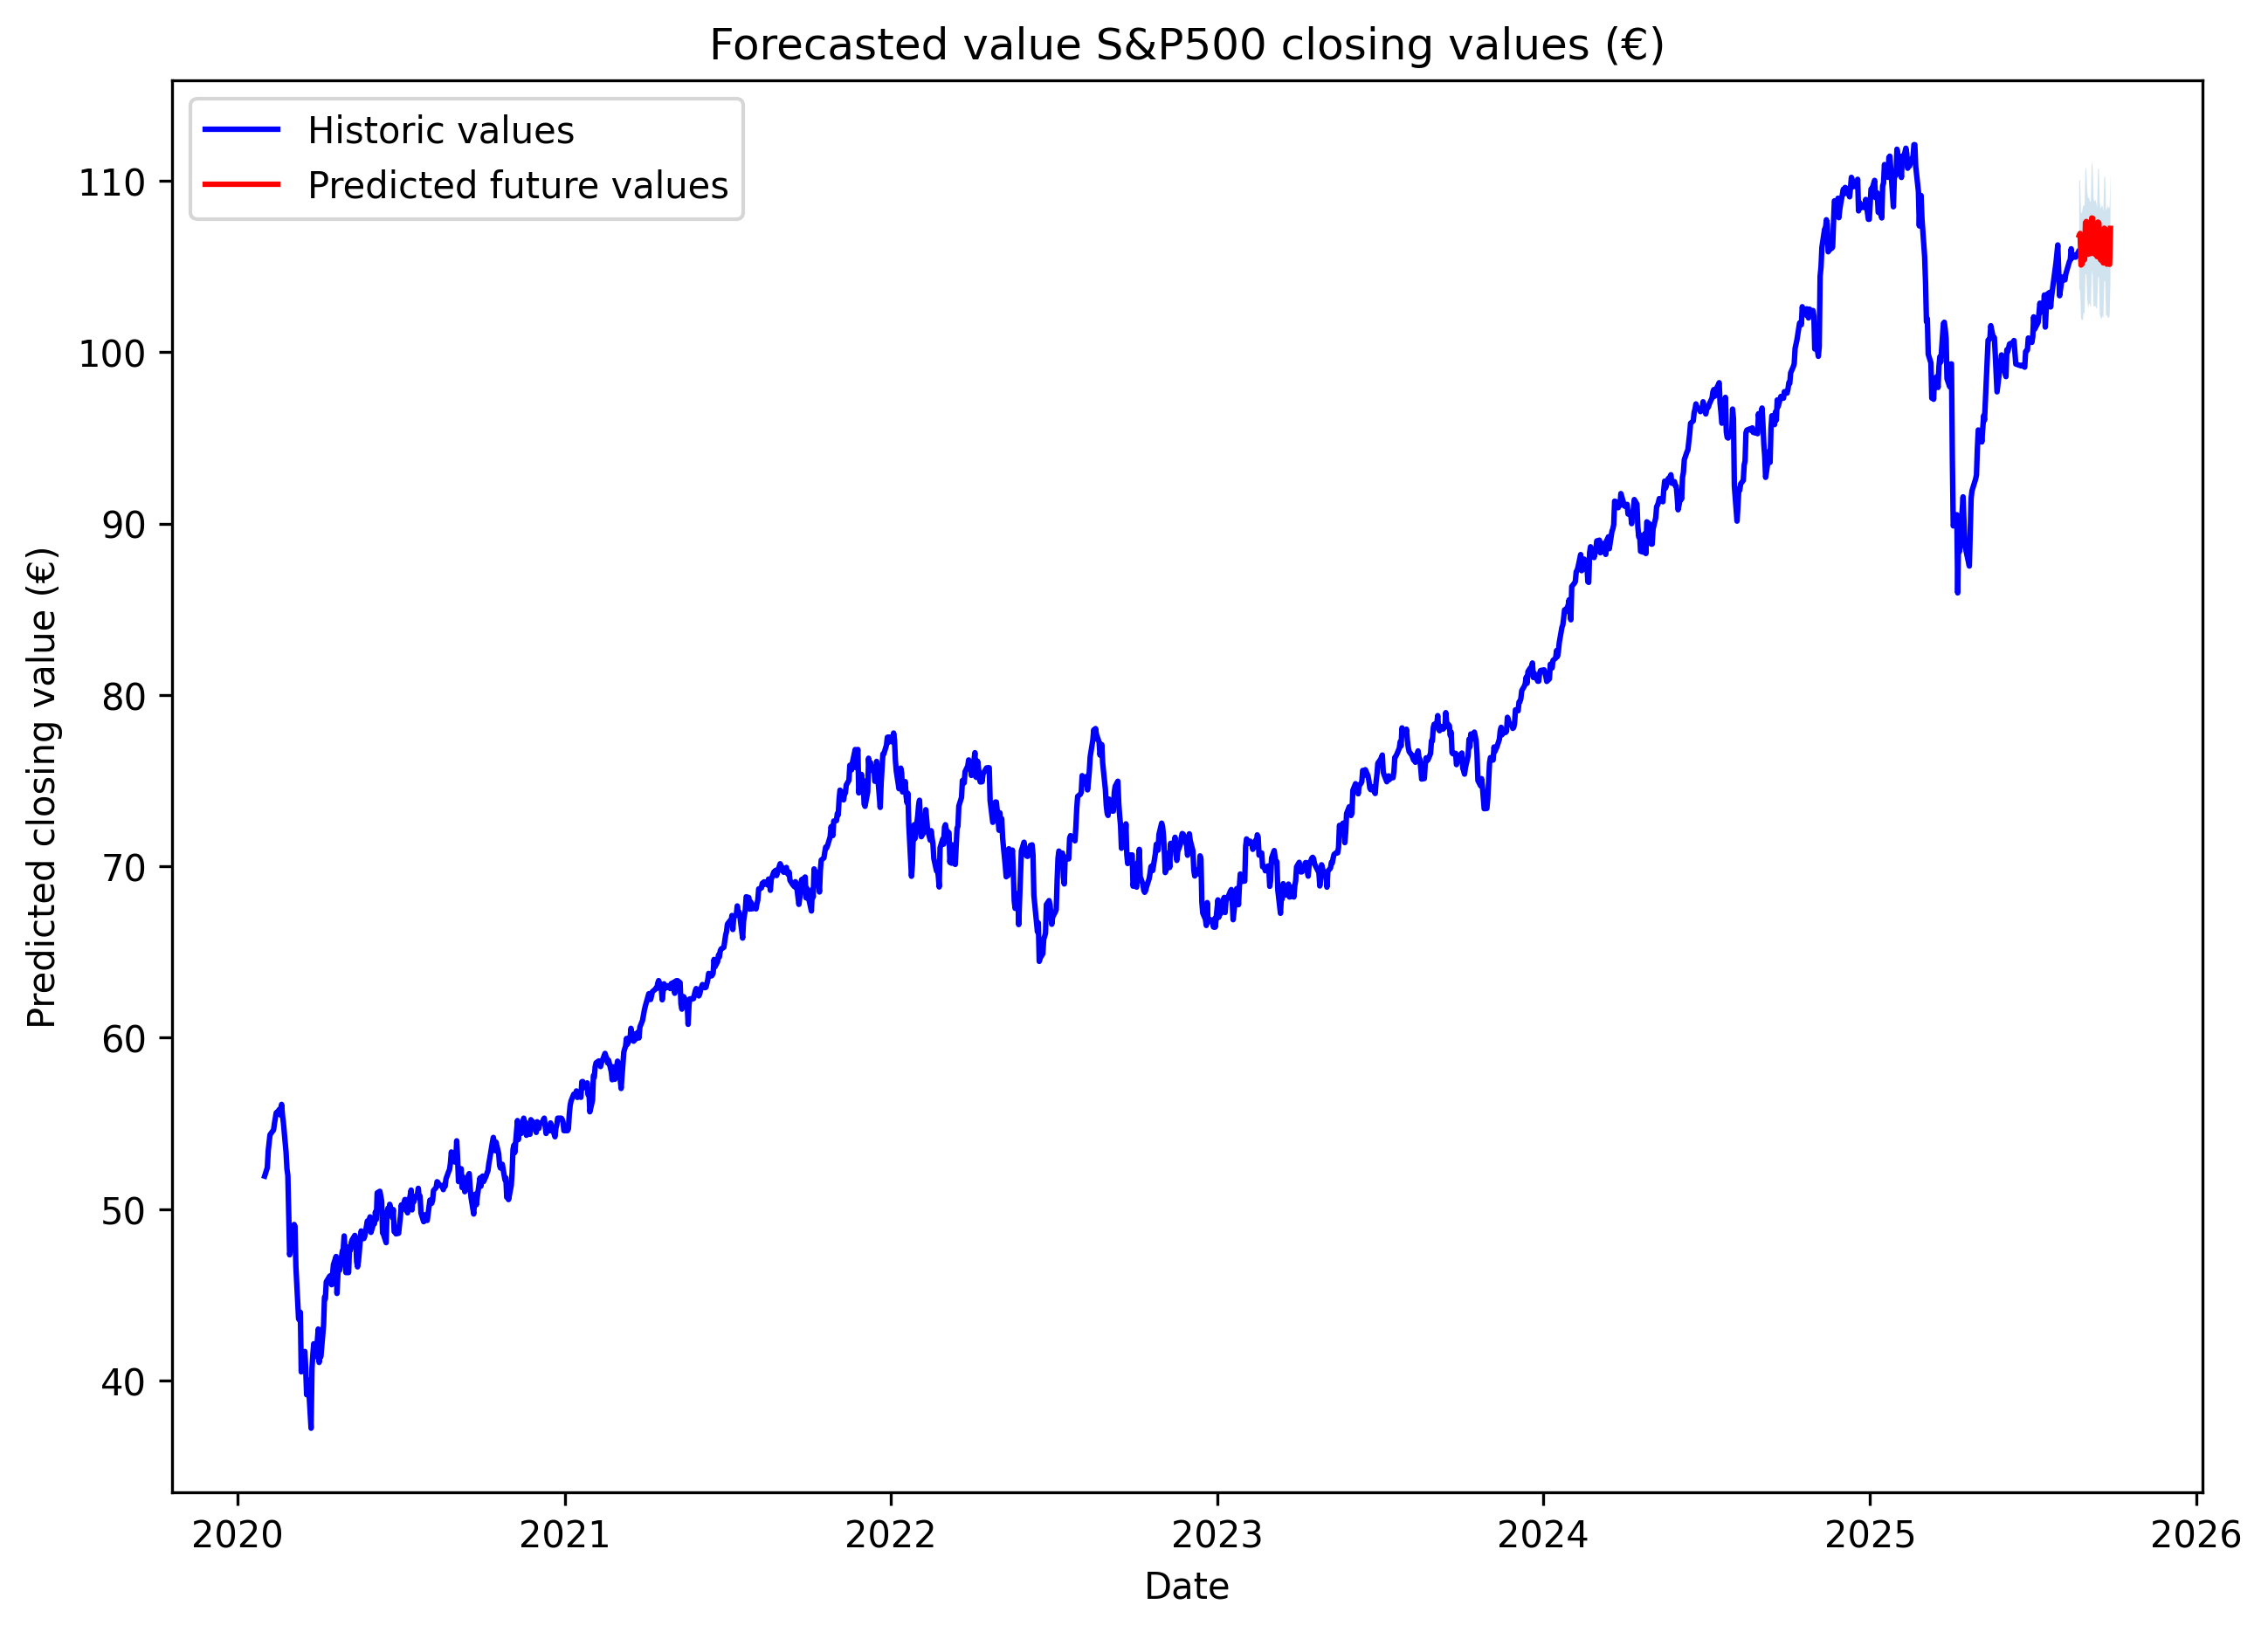 Forecasted value S&P500 closing values (€)
Historic values
Predicted future values
110
100
90
80
70
60
50
40
Predicted closing value (€)
2020 2021 2022 2023 2024 2025 2026
Date